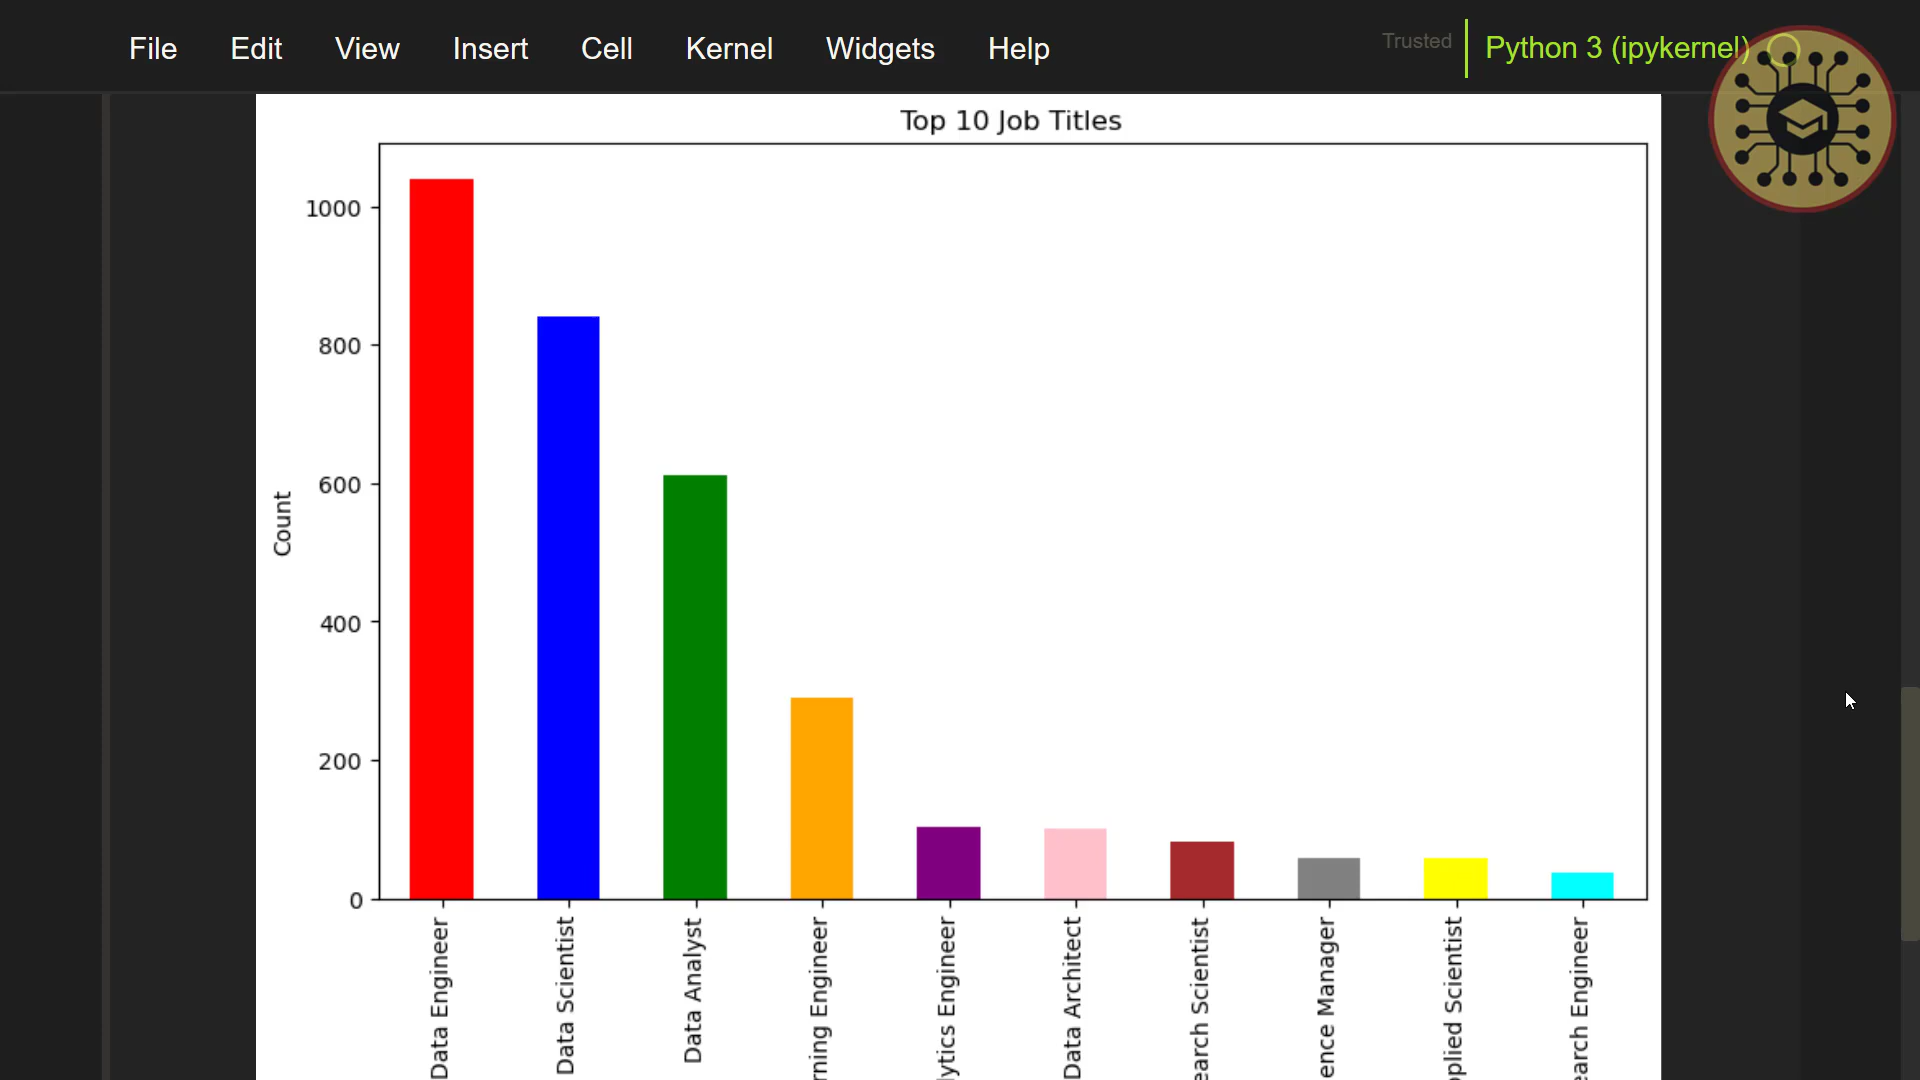 File Edit View Insert Cell Kernel Widgets Help Trusted Python 3 (ipykernel)
Top 10 Job Titles
1000
800
600
400
200
0
Count
Data Engineer
Data Scientist
Data Analyst
rning Engineer
lytics Engineer
Data Architect
earch Scientist
ence Manager
pplied Scientist
earch Engineer